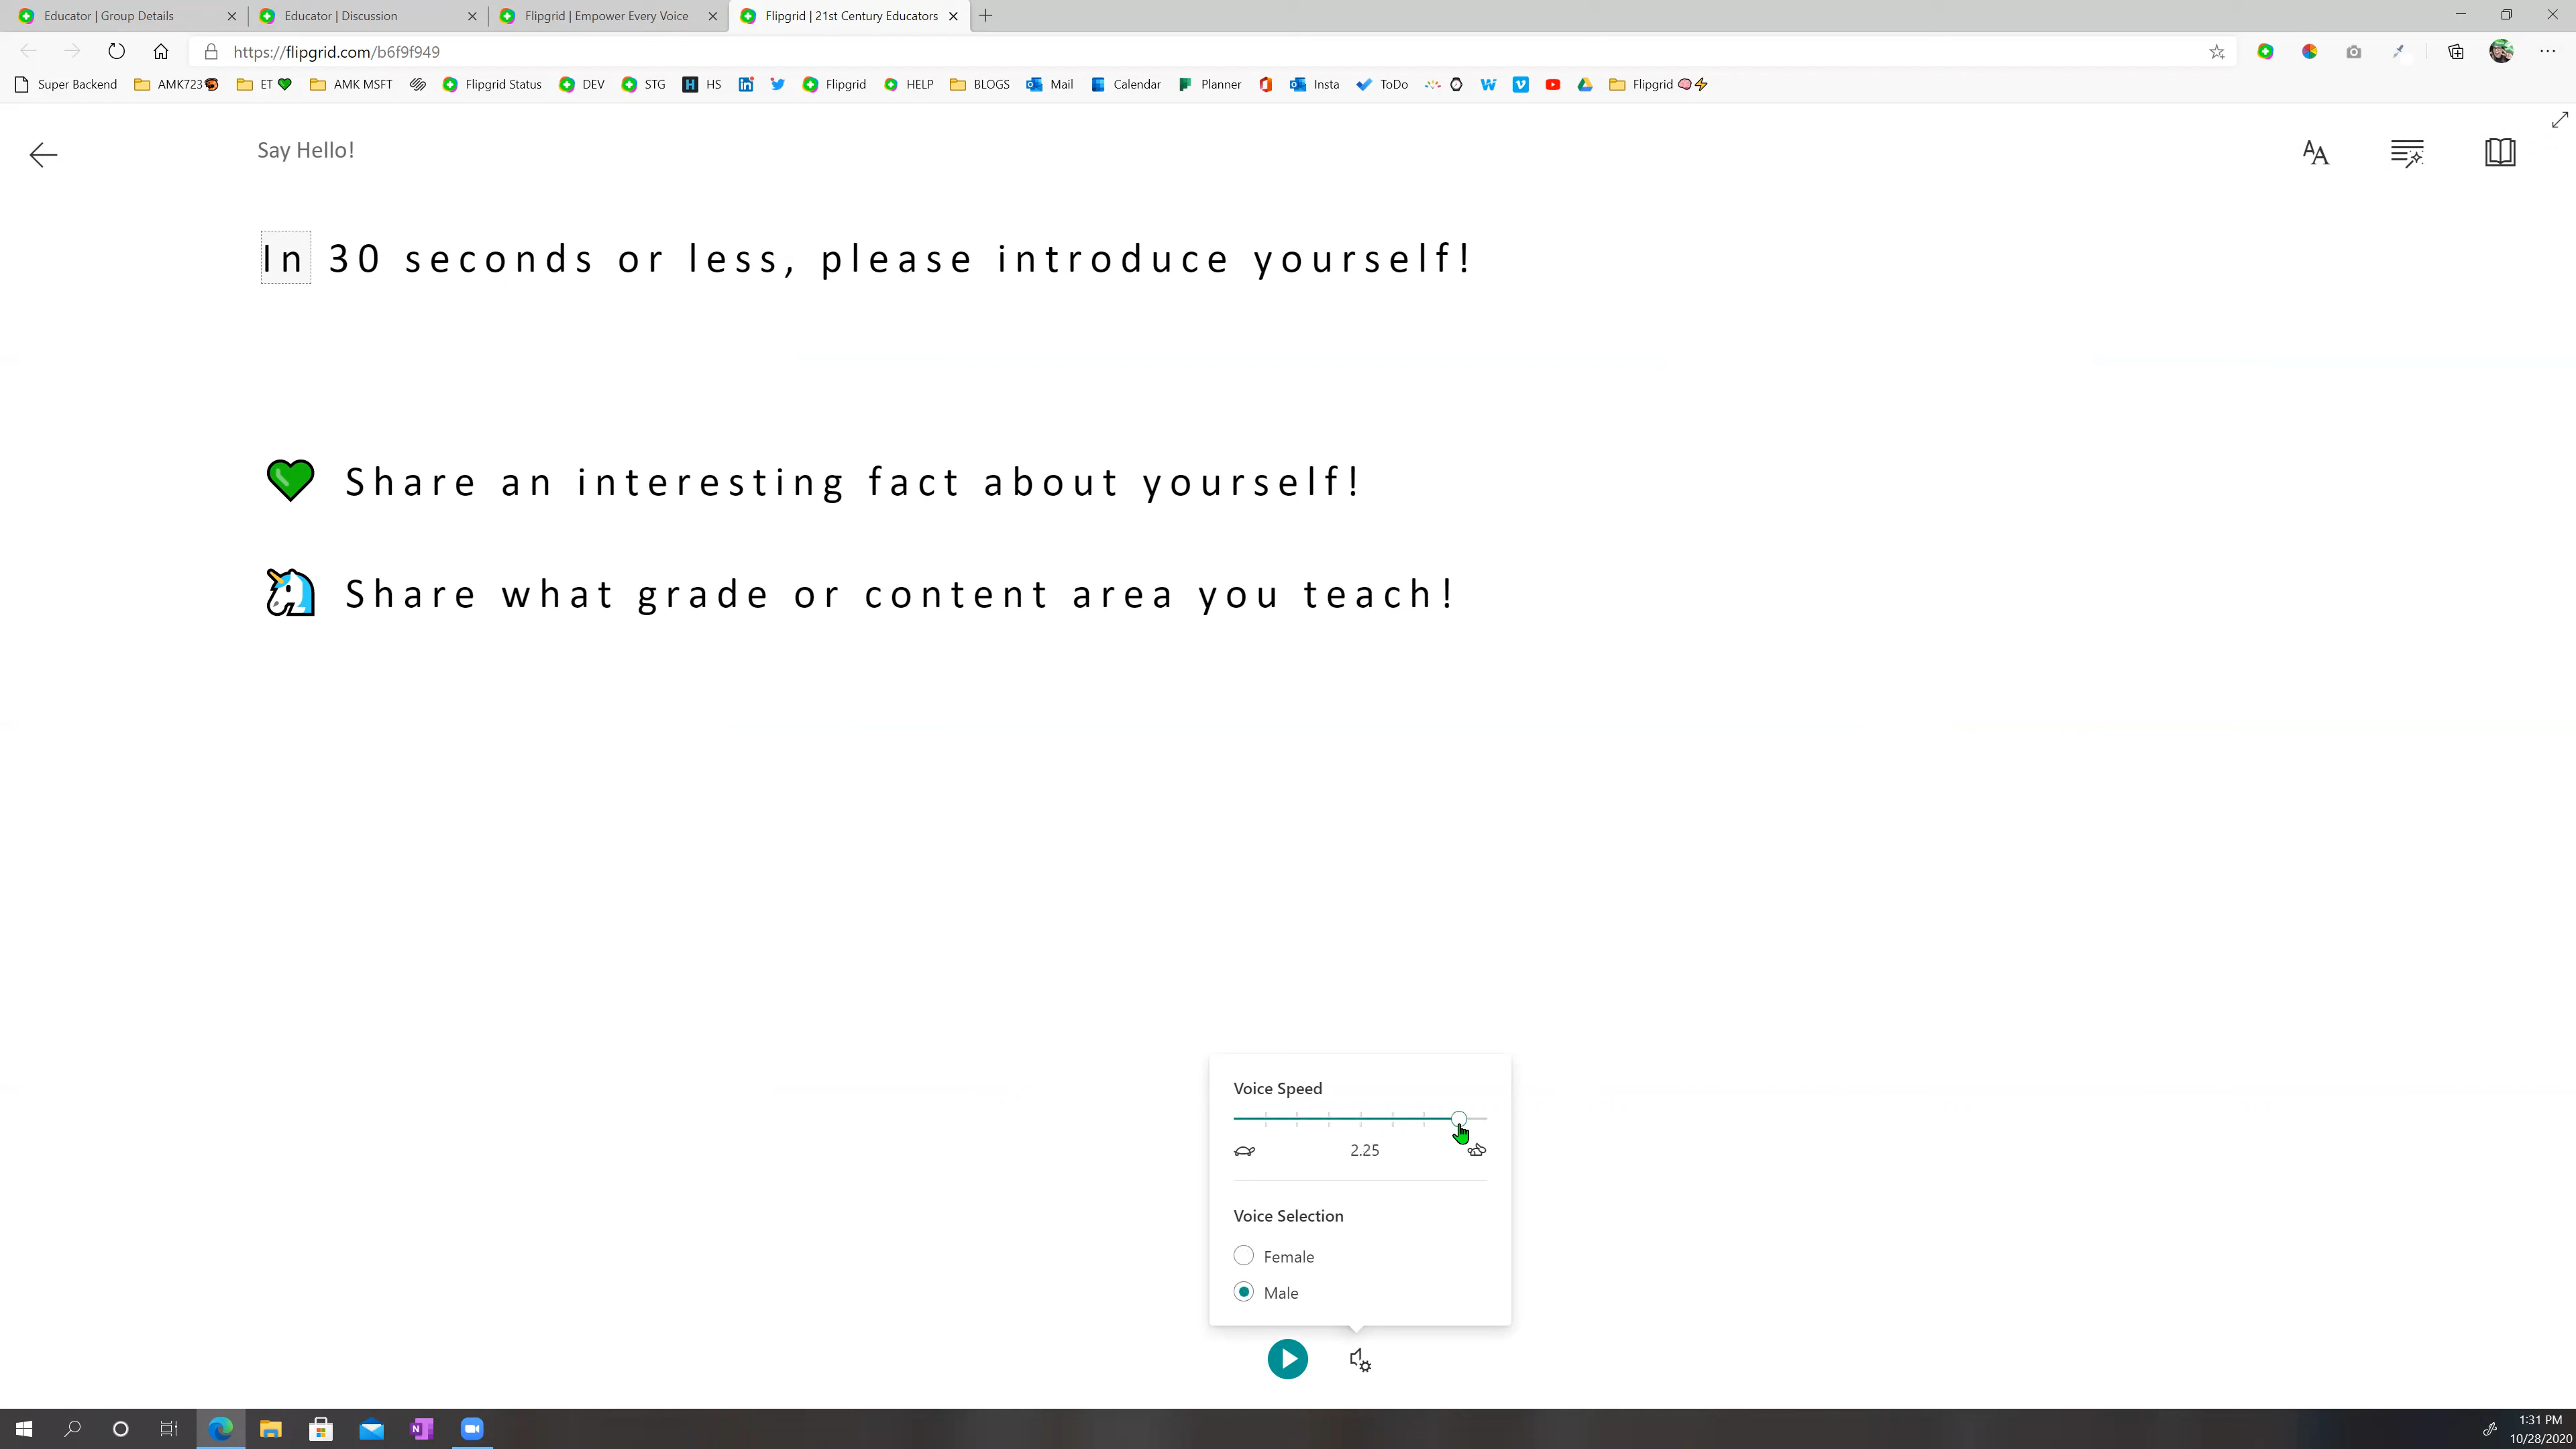 Educator | Group Details
Educator | Discussion
Flipgrid | Empower Every Voice
Flipgrid | 21st Century Educators
https://flipgrid.com/b6f9f949
Super Backend AMK723 ET 💚 AMK MSFT Flipgrid Status DEV STG H HS Flipgrid HELP BLOGS Mail Calendar Planner Insta ToDo Flipgrid 🧠⚡
Say Hello!
In 30 seconds or less, please introduce yourself!
💚 Share an interesting fact about yourself!
🦄 Share what grade or content area you teach!
Voice Speed
2.25
Voice Selection
Female
Male
1:31 PM
10/28/2020